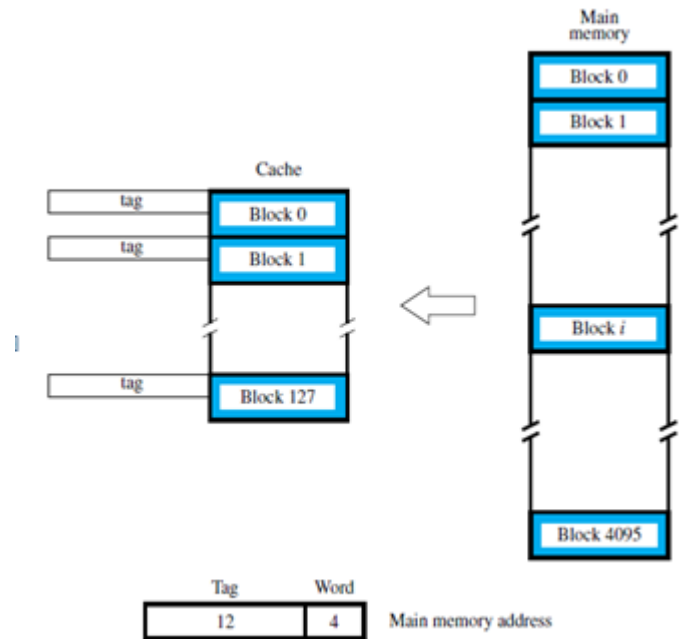 Main
memory
Block 0
Block 1
Cache
tag
Block 0
tag
Block 1
Block i
tag
Block 127
Block 4095
Tag Word
12 4 Main memory address